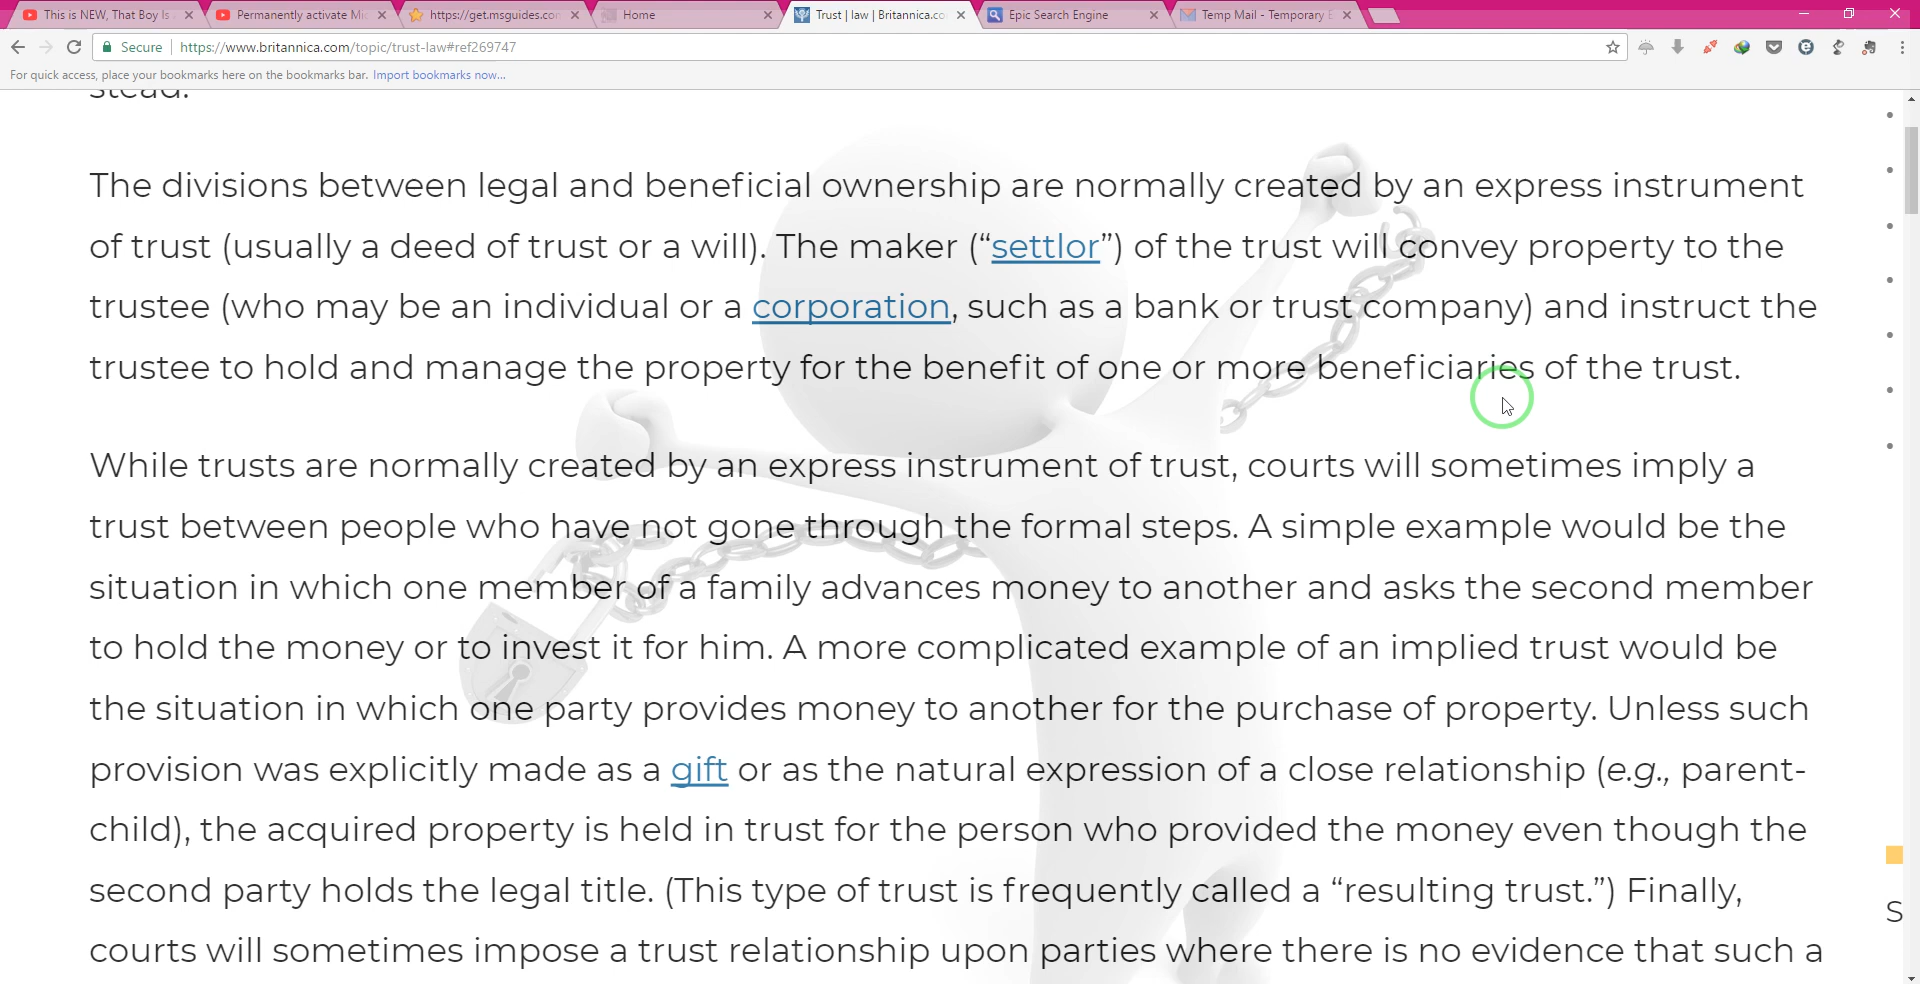 This is NEW, That Boy Is
Permanently activate Mic
https://get.msguides.com
Home
Trust | law | Britannica.co
Epic Search Engine
Temp Mail - Temporary E
Secure
https://www.britannica.com/topic/trust-law#ref269747
For quick access, place your bookmarks here on the bookmarks bar. Import bookmarks now...
stead.
The divisions between legal and beneficial ownership are normally created by an express instrument
of trust (usually a deed of trust or a will). The maker (“settlor”) of the trust will convey property to the
trustee (who may be an individual or a corporation, such as a bank or trust company) and instruct the
trustee to hold and manage the property for the benefit of one or more beneficiaries of the trust.
While trusts are normally created by an express instrument of trust, courts will sometimes imply a
trust between people who have not gone through the formal steps. A simple example would be the
situation in which one member of a family advances money to another and asks the second member
to hold the money or to invest it for him. A more complicated example of an implied trust would be
the situation in which one party provides money to another for the purchase of property. Unless such
provision was explicitly made as a gift or as the natural expression of a close relationship (e.g., parent-
child), the acquired property is held in trust for the person who provided the money even though the
second party holds the legal title. (This type of trust is frequently called a “resulting trust.”) Finally,
S
courts will sometimes impose a trust relationship upon parties where there is no evidence that such a